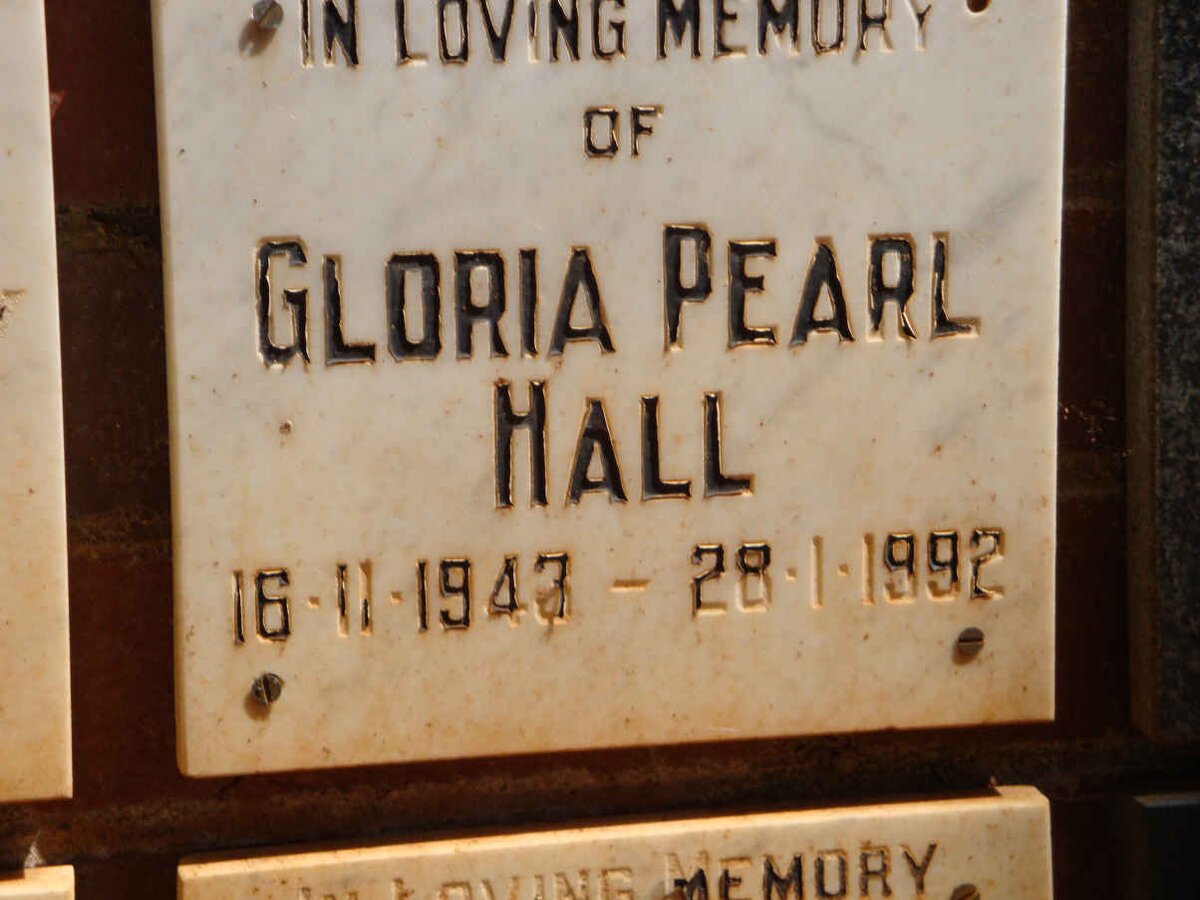 IN LOVING MEMORY
OF
GLORIA PEARL
HALL
16·11·1943 – 28·1·1992
IN LOVING MEMORY